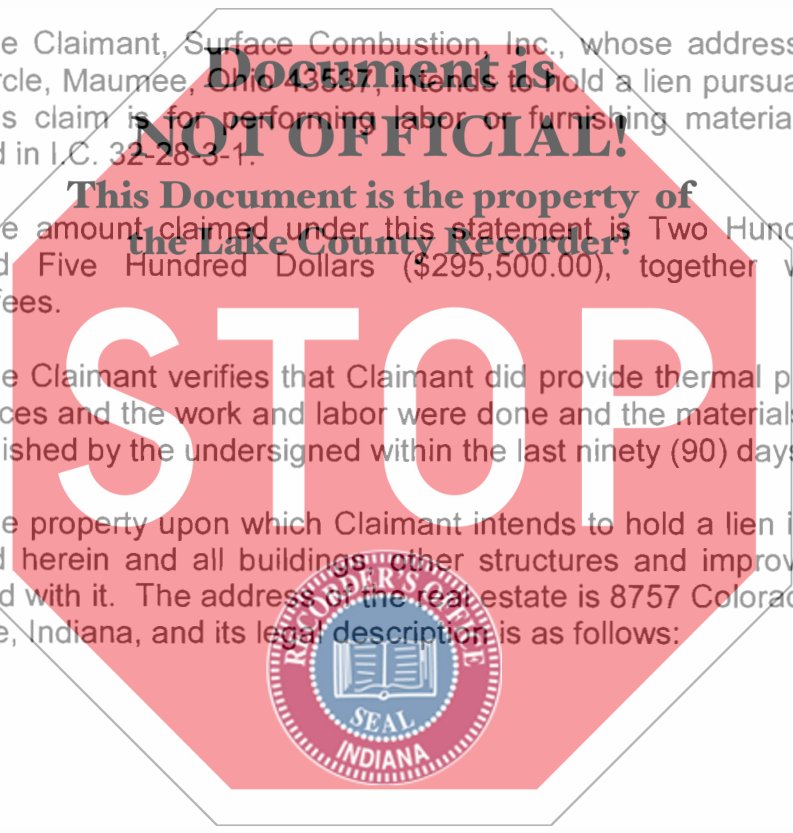 e Claimant, Surface Combustion, Inc., whose address
rcle, Maumee, Ohio 43537, intends to hold a lien pursua
s claim is for performing labor or furnishing materia
d in I.C. 32-28-3-1.
e amount claimed under this statement is Two Hund
d Five Hundred Dollars ($295,500.00), together w
fees.
e Claimant verifies that Claimant did provide thermal p
ces and the work and labor were done and the materials
ished by the undersigned within the last ninety (90) days
e property upon which Claimant intends to hold a lien i
d herein and all buildings, other structures and improv
d with it. The address of the real estate is 8757 Colorad
e, Indiana, and its legal description is as follows:
Document is
NOT OFFICIAL!
This Document is the property of
the Lake County Recorder!
STOP
RECORDER'S OFFICE
SEAL
INDIANA